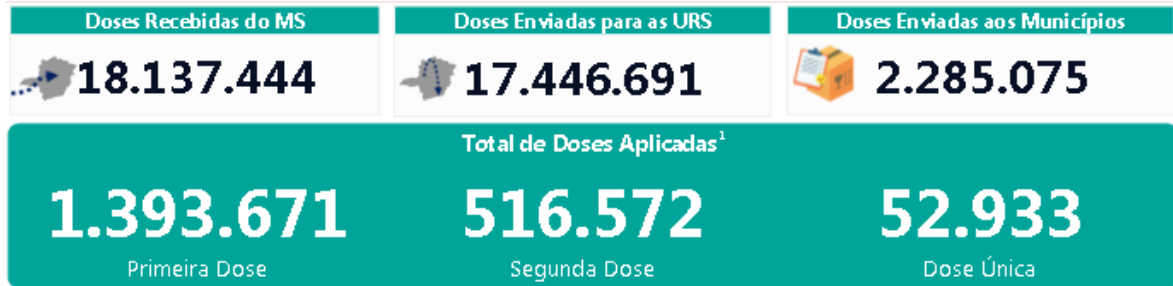 Doses Recebidas do MS
18.137.444
Doses Enviadas para as URS
17.446.691
Doses Enviadas aos Municípios
2.285.075
Total de Doses Aplicadas¹
1.393.671
Primeira Dose
516.572
Segunda Dose
52.933
Dose Única